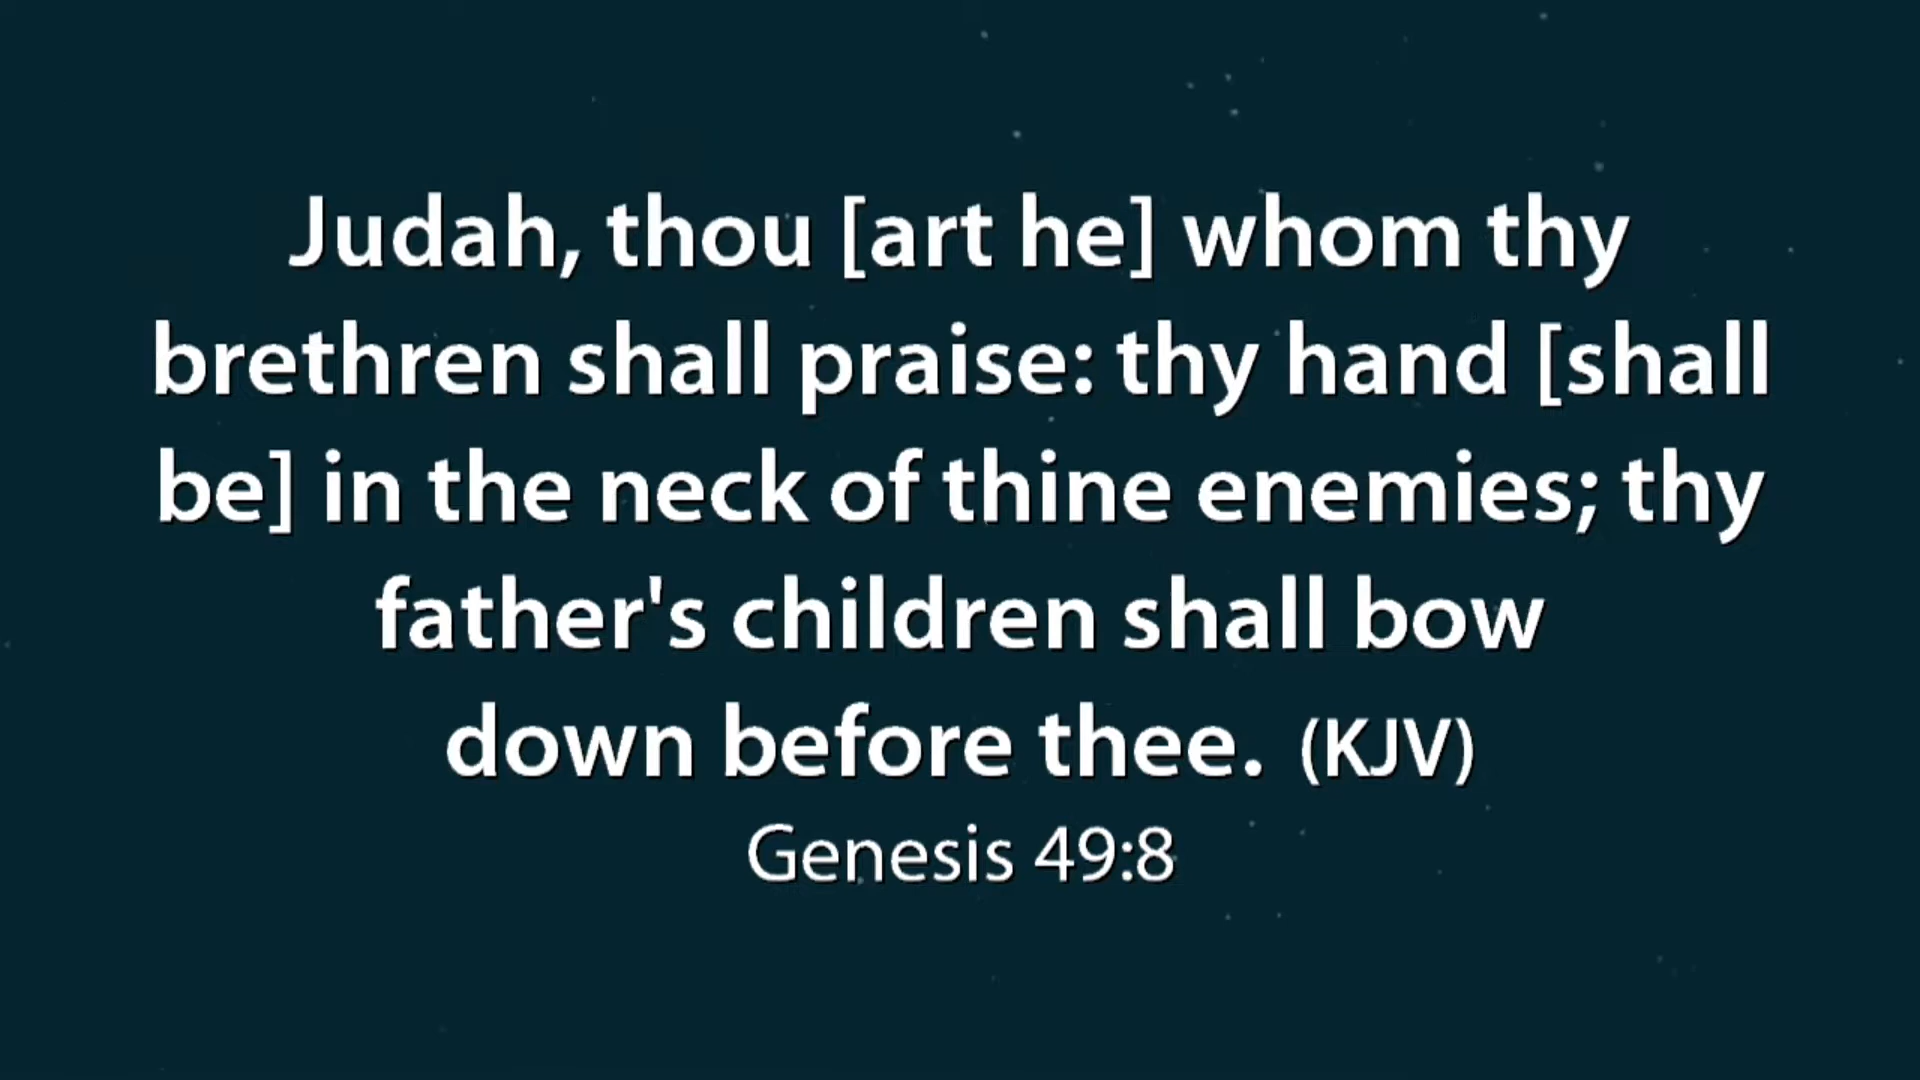 Judah, thou [art he] whom thy
brethren shall praise: thy hand [shall
be] in the neck of thine enemies; thy
father's children shall bow
down before thee. (KJV)
Genesis 49:8